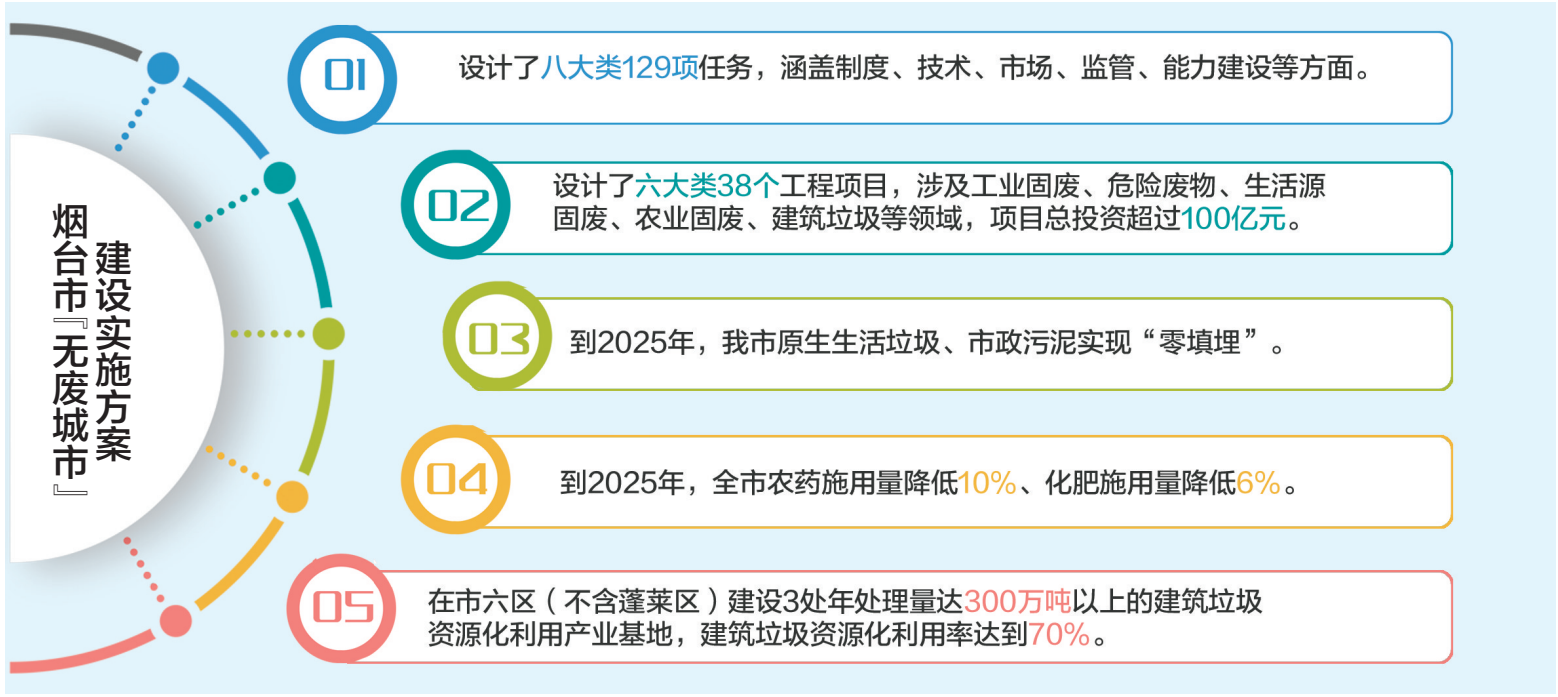 烟台市『无废城市』
建设实施方案
01
设计了八大类129项任务，涵盖制度、技术、市场、监管、能力建设等方面。
02
设计了六大类38个工程项目，涉及工业固废、危险废物、生活源
固废、农业固废、建筑垃圾等领域，项目总投资超过100亿元。
03
到2025年，我市原生生活垃圾、市政污泥实现“零填埋”。
04
到2025年，全市农药施用量降低10%、化肥施用量降低6%。
05
在市六区（不含蓬莱区）建设3处年处理量达300万吨以上的建筑垃圾
资源化利用产业基地，建筑垃圾资源化利用率达到70%。